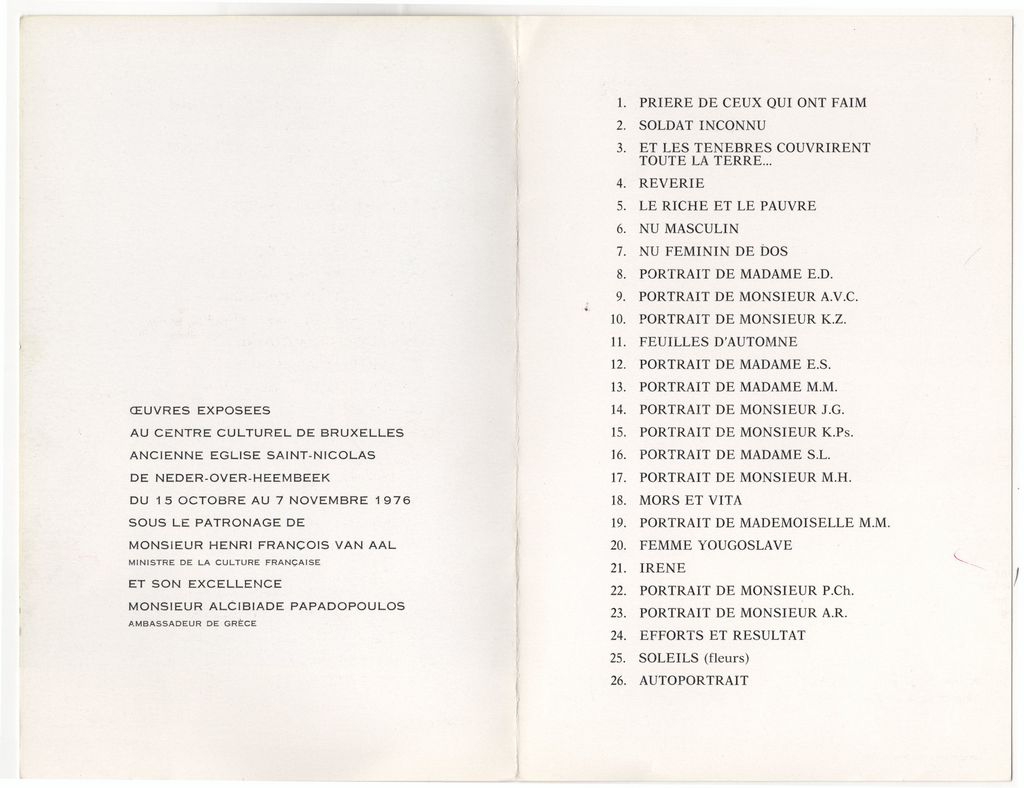 ŒUVRES EXPOSEES
AU CENTRE CULTUREL DE BRUXELLES
ANCIENNE EGLISE SAINT-NICOLAS
DE NEDER-OVER-HEEMBEEK
DU 15 OCTOBRE AU 7 NOVEMBRE 1976
SOUS LE PATRONAGE DE
MONSIEUR HENRI FRANÇOIS VAN AAL
MINISTRE DE LA CULTURE FRANÇAISE
ET SON EXCELLENCE
MONSIEUR ALCIBIADE PAPADOPOULOS
AMBASSADEUR DE GRÈCE
1. PRIERE DE CEUX QUI ONT FAIM
2. SOLDAT INCONNU
3. ET LES TENEBRES COUVRIRENT
TOUTE LA TERRE...
4. REVERIE
5. LE RICHE ET LE PAUVRE
6. NU MASCULIN
7. NU FEMININ DE DOS
8. PORTRAIT DE MADAME E.D.
9. PORTRAIT DE MONSIEUR A.V.C.
10. PORTRAIT DE MONSIEUR K.Z.
11. FEUILLES D'AUTOMNE
12. PORTRAIT DE MADAME E.S.
13. PORTRAIT DE MADAME M.M.
14. PORTRAIT DE MONSIEUR J.G.
15. PORTRAIT DE MONSIEUR K.Ps.
16. PORTRAIT DE MADAME S.L.
17. PORTRAIT DE MONSIEUR M.H.
18. MORS ET VITA
19. PORTRAIT DE MADEMOISELLE M.M.
20. FEMME YOUGOSLAVE
21. IRENE
22. PORTRAIT DE MONSIEUR P.Ch.
23. PORTRAIT DE MONSIEUR A.R.
24. EFFORTS ET RESULTAT
25. SOLEILS (fleurs)
26. AUTOPORTRAIT